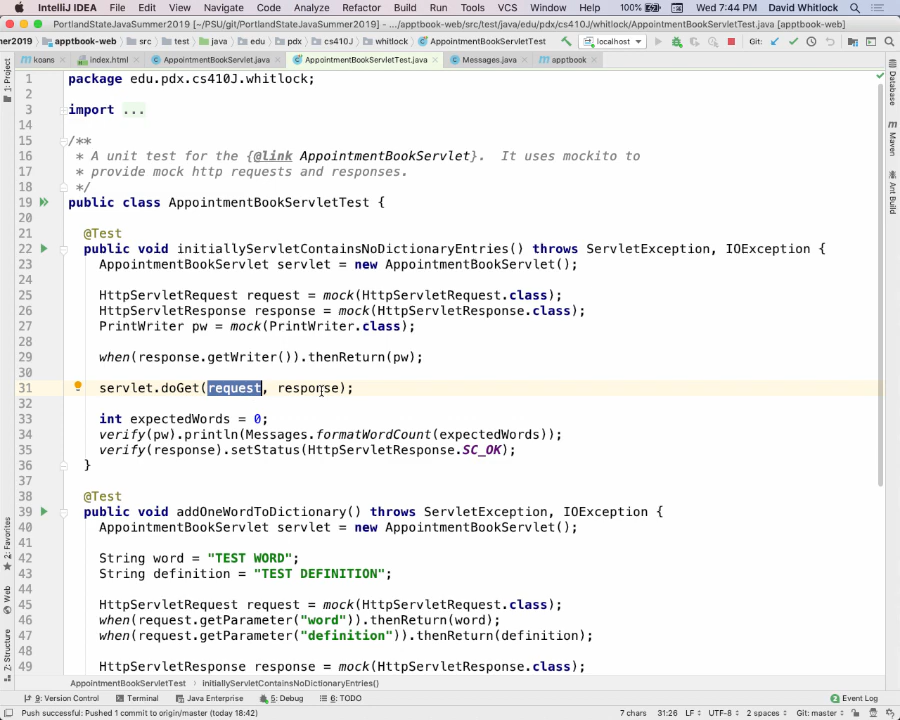 IntelliJ IDEA File Edit View Navigate Code Analyze Refactor Build Run Tools VCS Window Help 100% Wed 7:44 PM David Whitlock
PortlandStateJavaSummer2019 [~/PSU/git/PortlandStateJavaSummer2019] - .../apptbook-web/src/test/java/edu/pdx/cs410J/whitlock/AppointmentBookServletTest.java [apptbook-web]
ner2019 apptbook-web src test java edu pdx cs410J whitlock AppointmentBookServletTest localhost Git:
koans index.html AppointmentBookServlet.java AppointmentBookServletTest.java Messages.java apptbook
1 package edu.pdx.cs410J.whitlock;
2
3 import ...
14
15 /**
16 * A unit test for the {@link AppointmentBookServlet}. It uses mockito to
17 * provide mock http requests and responses.
18 */
19 public class AppointmentBookServletTest {
20
21 @Test
22 public void initiallyServletContainsNoDictionaryEntries() throws ServletException, IOException {
23 AppointmentBookServlet servlet = new AppointmentBookServlet();
24
25 HttpServletRequest request = mock(HttpServletRequest.class);
26 HttpServletResponse response = mock(HttpServletResponse.class);
27 PrintWriter pw = mock(PrintWriter.class);
28
29 when(response.getWriter()).thenReturn(pw);
30
31 servlet.doGet(request, response);
32
33 int expectedWords = 0;
34 verify(pw).println(Messages.formatWordCount(expectedWords));
35 verify(response).setStatus(HttpServletResponse.SC_OK);
36 }
37
38 @Test
39 public void addOneWordToDictionary() throws ServletException, IOException {
40 AppointmentBookServlet servlet = new AppointmentBookServlet();
41
42 String word = "TEST WORD";
43 String definition = "TEST DEFINITION";
44
45 HttpServletRequest request = mock(HttpServletRequest.class);
46 when(request.getParameter("word")).thenReturn(word);
47 when(request.getParameter("definition")).thenReturn(definition);
48
49 HttpServletResponse response = mock(HttpServletResponse.class);
1: Project
2: Favorites
Web
7: Structure
Database
Maven
Ant Build
AppointmentBookServletTest › initiallyServletContainsNoDictionaryEntries()
9: Version Control Terminal Java Enterprise 5: Debug 6: TODO 2 Event Log
Push successful: Pushed 1 commit to origin/master (today 18:42) 7 chars 31:26 LF UTF-8 2 spaces Git: master